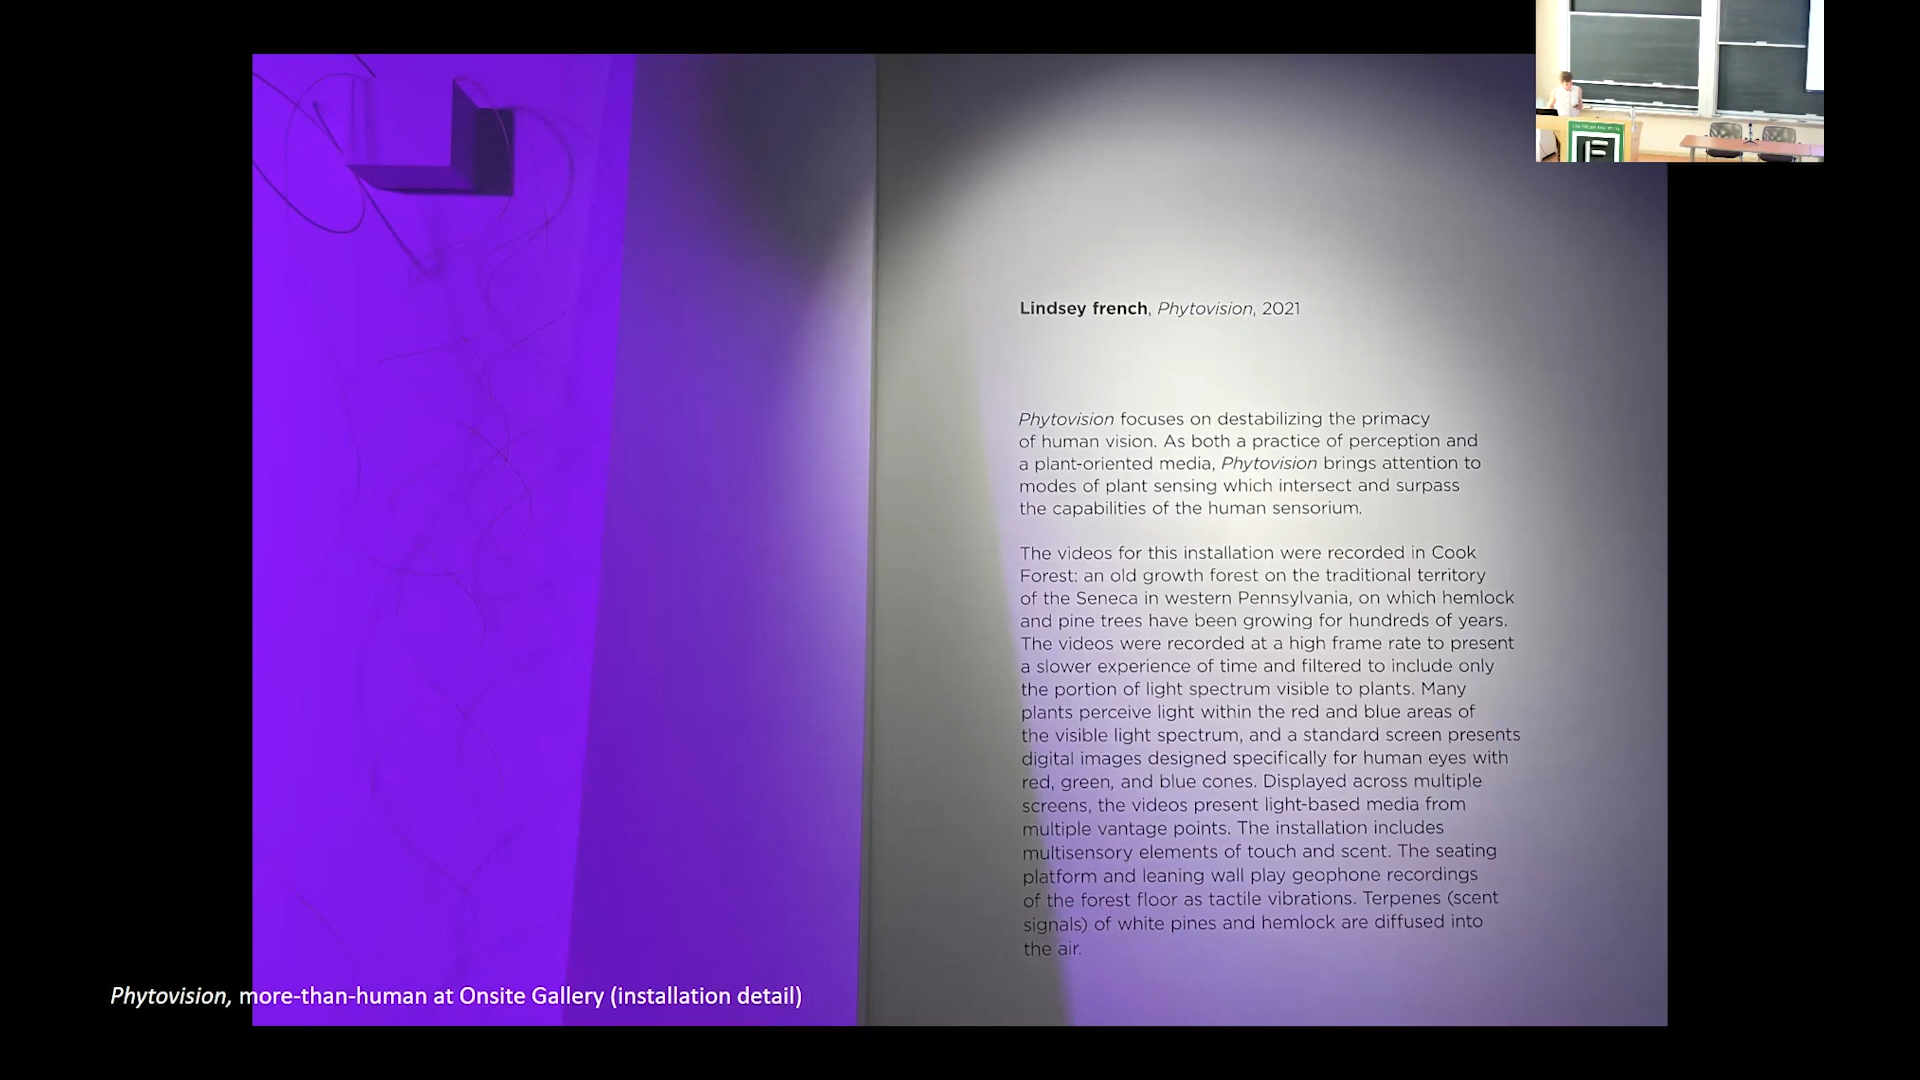 Lindsey french, Phytovision, 2021
Phytovision focuses on destabilizing the primacy
of human vision. As both a practice of perception and
a plant-oriented media, Phytovision brings attention to
modes of plant sensing which intersect and surpass
the capabilities of the human sensorium.
The videos for this installation were recorded in Cook
Forest: an old growth forest on the traditional territory
of the Seneca in western Pennsylvania, on which hemlock
and pine trees have been growing for hundreds of years.
The videos were recorded at a high frame rate to present
a slower experience of time and filtered to include only
the portion of light spectrum visible to plants. Many
plants perceive light within the red and blue areas of
the visible light spectrum, and a standard screen presents
digital images designed specifically for human eyes with
red, green, and blue cones. Displayed across multiple
screens, the videos present light-based media from
multiple vantage points. The installation includes
multisensory elements of touch and scent. The seating
platform and leaning wall play geophone recordings
of the forest floor as tactile vibrations. Terpenes (scent
signals) of white pines and hemlock are diffused into
the air.
Phytovision, more-than-human at Onsite Gallery (installation detail)